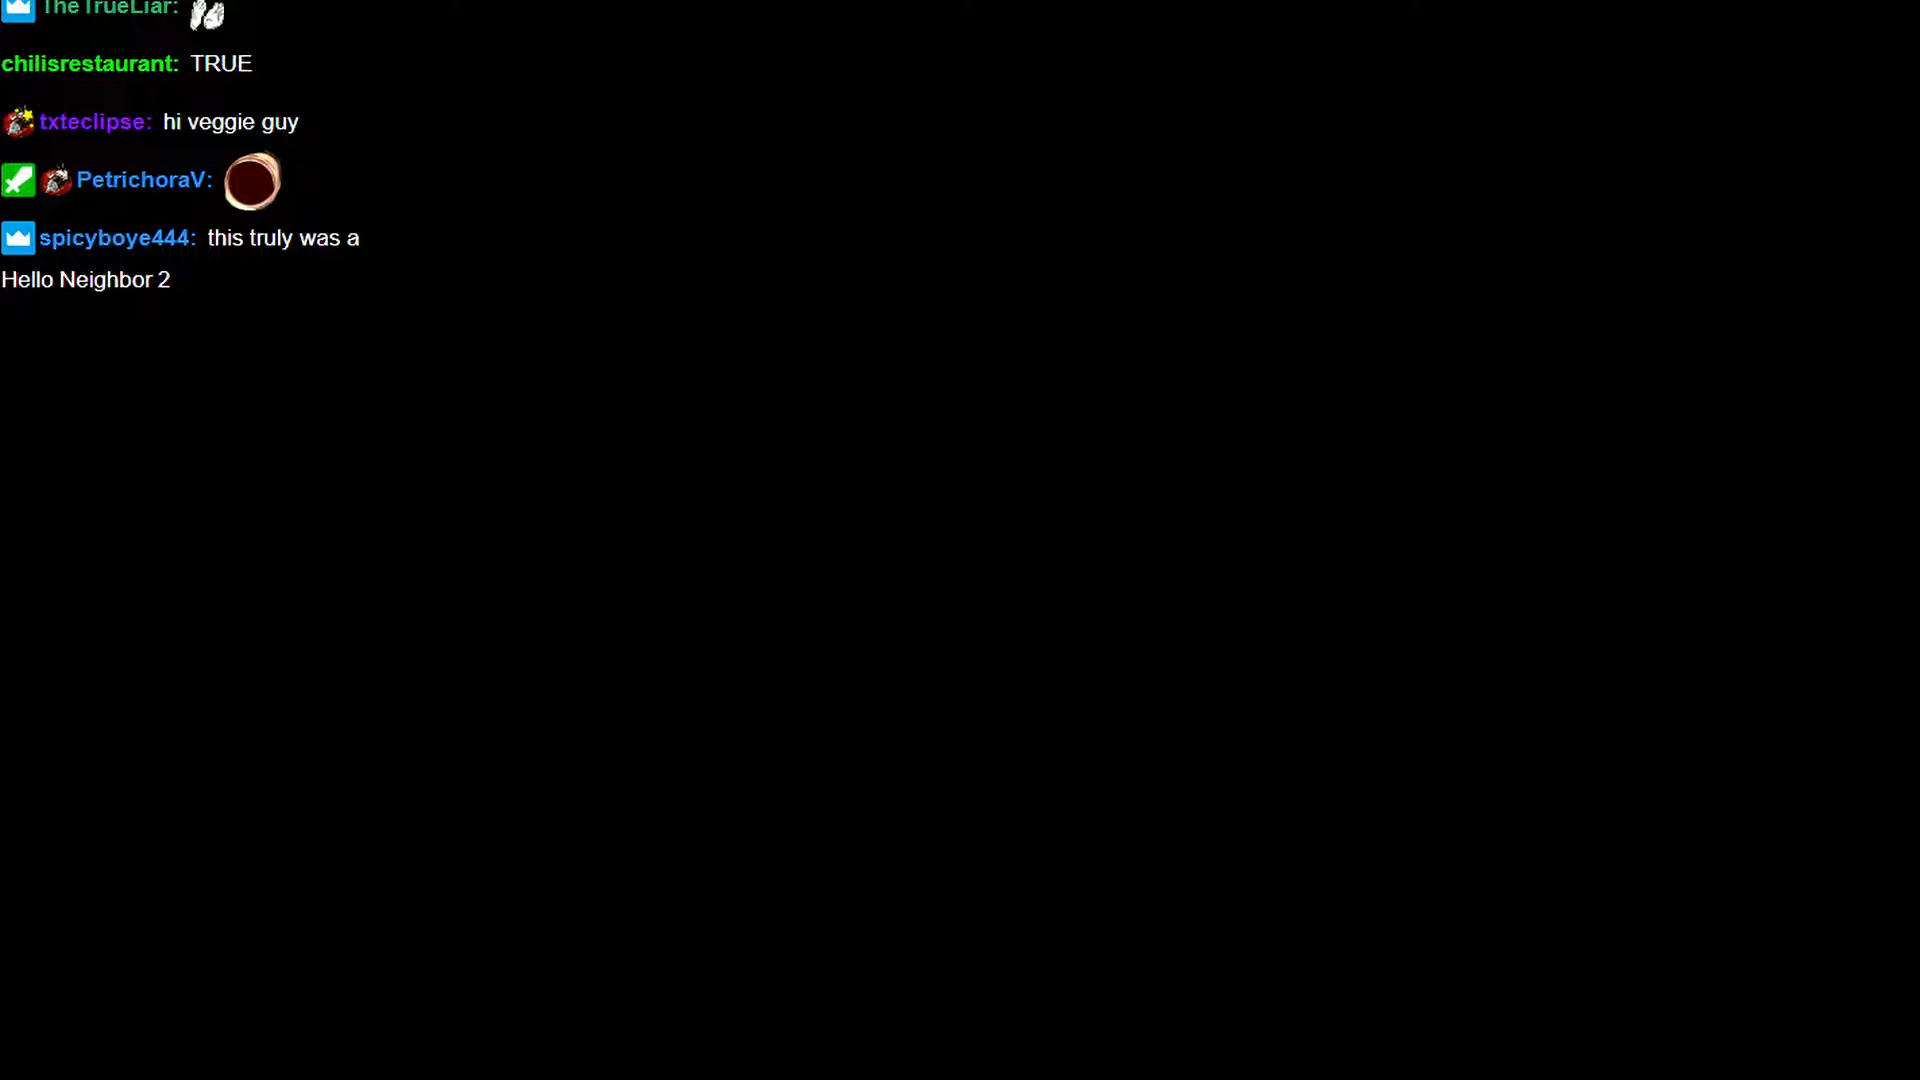 TheTrueLiar:
chilisrestaurant: TRUE
txteclipse: hi veggie guy
PetrichoraV:
spicyboye444: this truly was a
Hello Neighbor 2